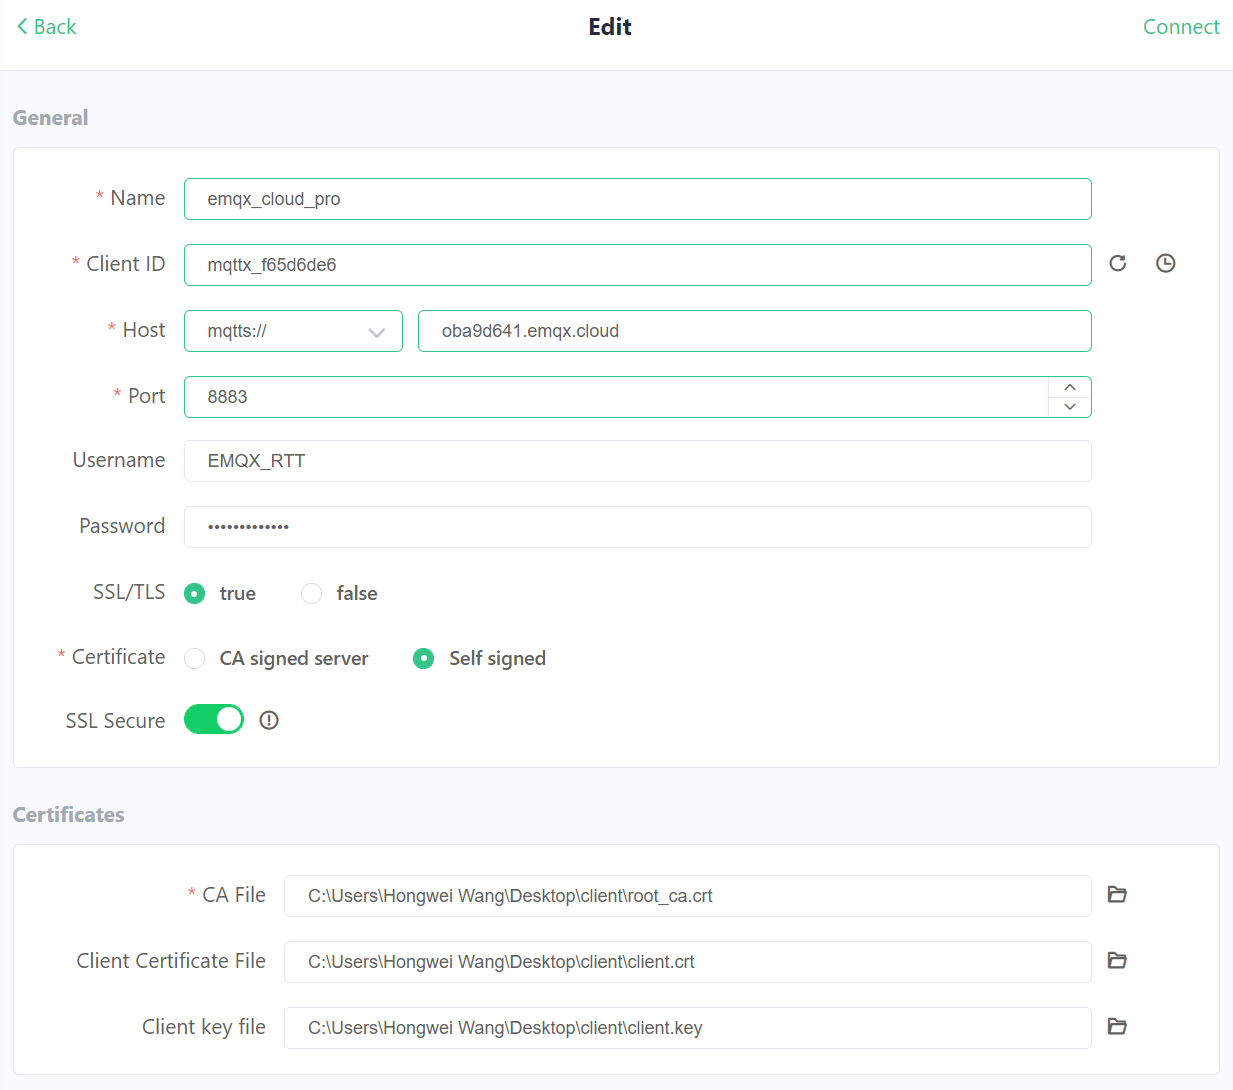 Back Edit Connect
General
* Name emqx_cloud_pro
* Client ID mqttx_f65d6de6
* Host mqtts:// oba9d641.emqx.cloud
* Port 8883
Username EMQX_RTT
Password •••••••••••••
SSL/TLS true false
* Certificate CA signed server Self signed
SSL Secure
Certificates
* CA File C:\Users\Hongwei Wang\Desktop\client\root_ca.crt
Client Certificate File C:\Users\Hongwei Wang\Desktop\client\client.crt
Client key file C:\Users\Hongwei Wang\Desktop\client\client.key